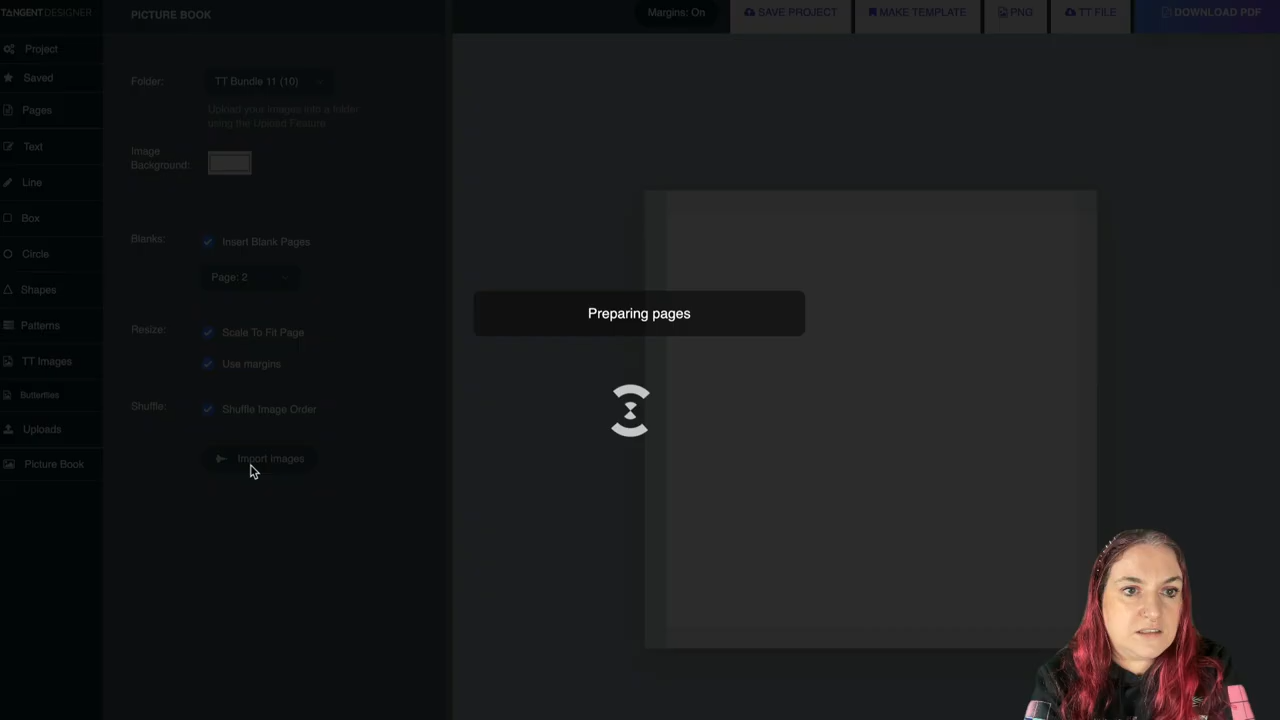 TANGENTDESIGNER
PICTURE BOOK
Margins: On
SAVE PROJECT
MAKE TEMPLATE
PNG
TT FILE
DOWNLOAD PDF
Project
Saved
Pages
Text
Line
Box
Circle
Shapes
Patterns
TT Images
Butterflies
Uploads
Picture Book
Folder:
TT Bundle 11 (10)
Upload your images into a folder
using the Upload Feature
Image
Background:
Blanks:
Insert Blank Pages
Page: 2
Resize:
Scale To Fit Page
Use margins
Shuffle:
Shuffle Image Order
Import Images
Preparing pages